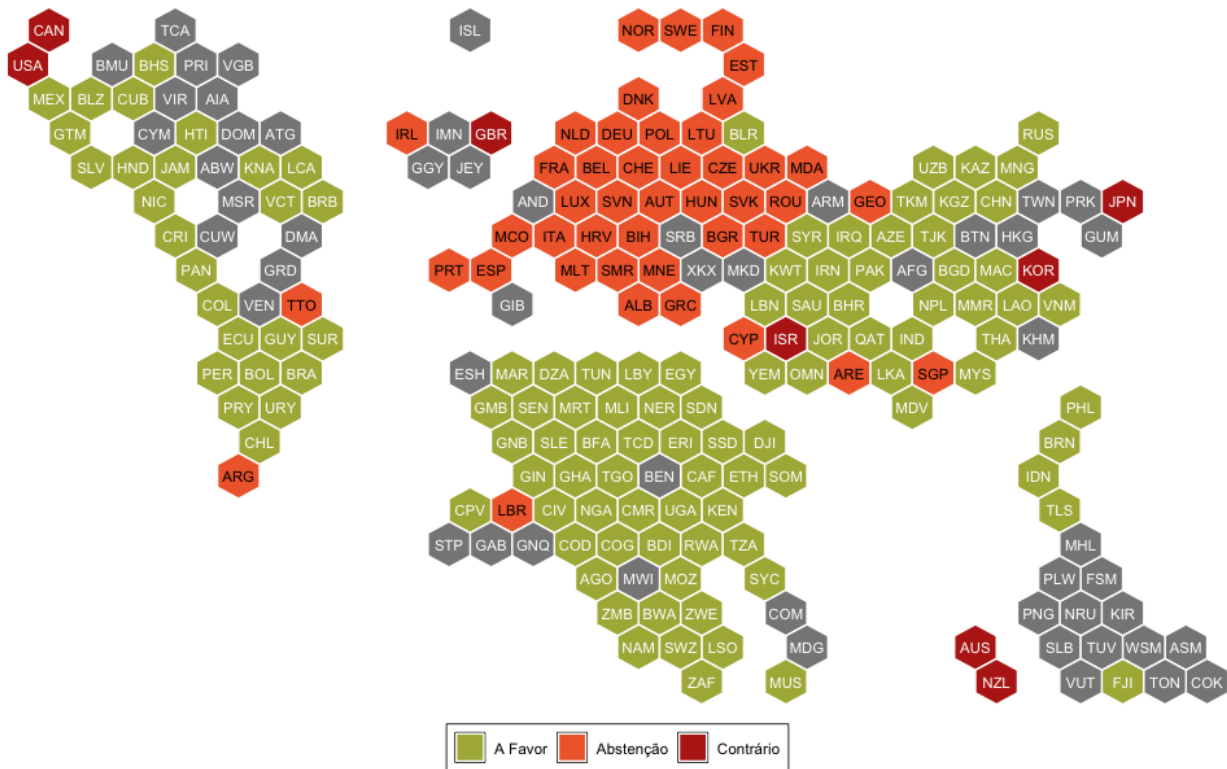 CAN TCA ISL NOR SWE FIN
USA BMU BHS PRI VGB EST
MEX BLZ CUB VIR AIA DNK LVA
GTM CYM HTI DOM ATG IRL IMN GBR NLD DEU POL LTU BLR RUS
SLV HND JAM ABW KNA LCA GGY JEY FRA BEL CHE LIE CZE UKR MDA UZB KAZ MNG
NIC MSR VCT BRB AND LUX SVN AUT HUN SVK ROU ARM GEO TKM KGZ CHN TWN PRK JPN
CRI CUW DMA MCO ITA HRV BIH SRB BGR TUR SYR IRQ AZE TJK BTN HKG GUM
PAN GRD PRT ESP MLT SMR MNE XKX MKD KWT IRN PAK AFG BGD MAC KOR
COL VEN TTO GIB ALB GRC LBN SAU BHR NPL MMR LAO VNM
ECU GUY SUR CYP ISR JOR QAT IND THA KHM
PER BOL BRA ESH MAR DZA TUN LBY EGY YEM OMN ARE LKA SGP MYS
PRY URY GMB SEN MRT MLI NER SDN MDV PHL
CHL GNB SLE BFA TCD ERI SSD DJI BRN
ARG GIN GHA TGO BEN CAF ETH SOM IDN
CPV LBR CIV NGA CMR UGA KEN TLS
STP GAB GNQ COD COG BDI RWA TZA MHL
AGO MWI MOZ SYC PLW FSM
ZMB BWA ZWE COM PNG NRU KIR
NAM SWZ LSO MDG AUS SLB TUV WSM ASM
ZAF MUS NZL VUT FJI TON COK
A Favor Abstenção Contrário